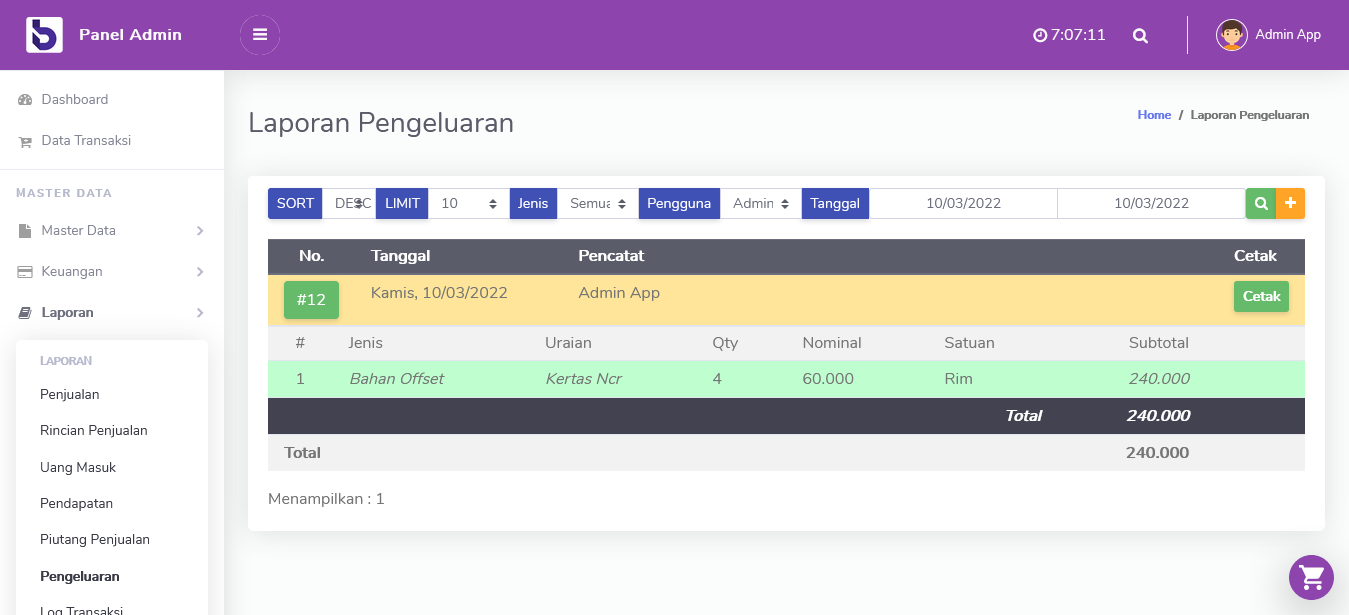 Panel Admin
7:07:11
Admin App
Dashboard
Data Transaksi
MASTER DATA
Master Data
Keuangan
Laporan
LAPORAN
Penjualan
Rincian Penjualan
Uang Masuk
Pendapatan
Piutang Penjualan
Pengeluaran
Log Transaksi
Laporan Pengeluaran
Home / Laporan Pengeluaran
SORT DESC LIMIT 10 Jenis Semua Pengguna Admin Tanggal 10/03/2022 10/03/2022
No. Tanggal Pencatat Cetak
#12 Kamis, 10/03/2022 Admin App Cetak
# Jenis Uraian Qty Nominal Satuan Subtotal
1 Bahan Offset Kertas Ncr 4 60.000 Rim 240.000
Total 240.000
Total 240.000
Menampilkan : 1